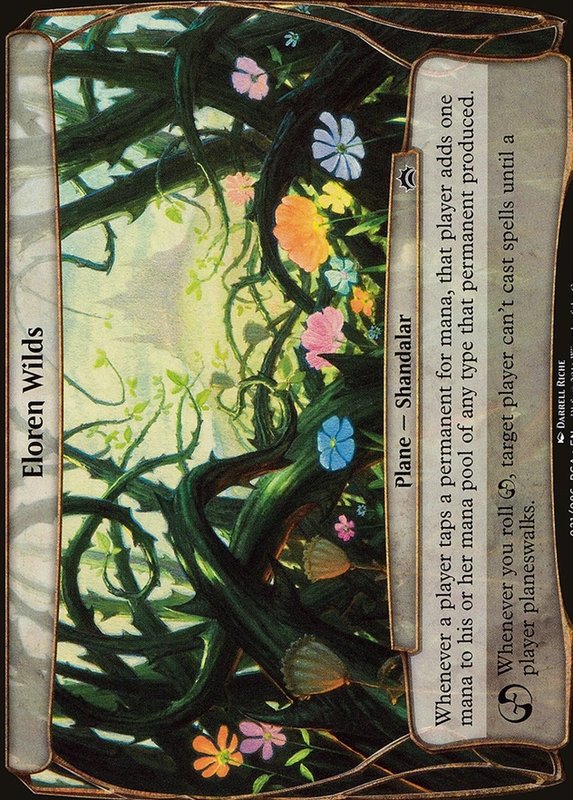 Eloren Wilds
Plane — Shandalar
Whenever a player taps a permanent for mana, that player adds one
mana to his or her mana pool of any type that permanent produced.
Whenever you roll , target player can't cast spells until a
player planeswalks.
DARRELL RICHE